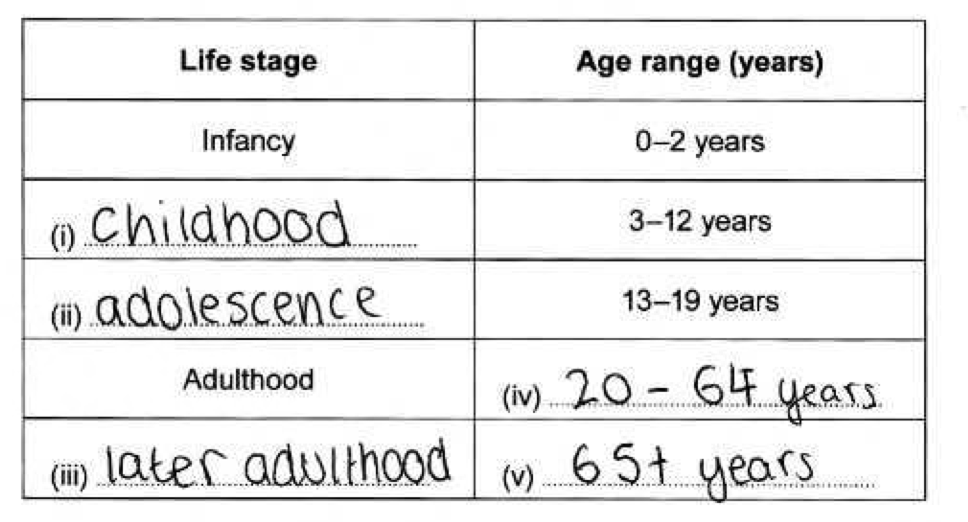 Life stage Age range (years)
Infancy 0–2 years
(i) Childhood 3–12 years
(ii) adolescence 13–19 years
Adulthood (iv) 20 - 64 years
(iii) later adulthood (v) 65+ years